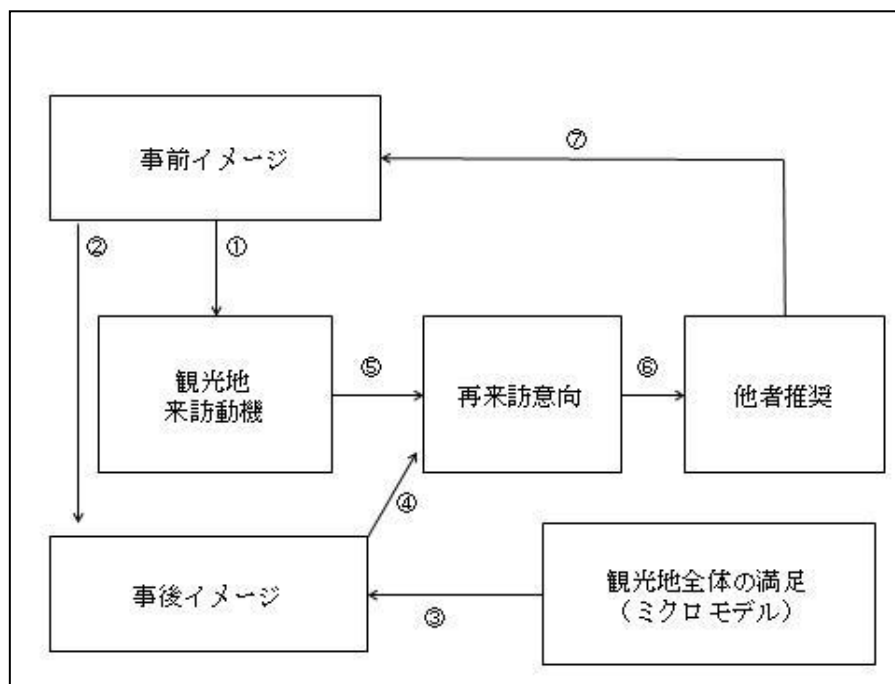 ⑦
事前イメージ
②
①
観光地
来訪動機
⑤
再来訪意向
⑥
他者推奨
④
事後イメージ
③
観光地全体の満足
(ミクロモデル)